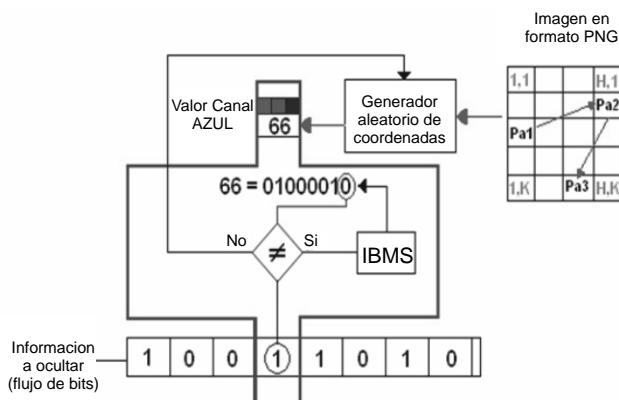 Imagen en
formato PNG
1,1
H,1
Pa2
Pa1
1,K
Pa3
H,K
Generador
aleatorio de
coordenadas
Valor Canal
AZUL
66
66 = 01000010
No
≠
Si
IBMS
Informacion
a ocultar
(flujo de bits)
1 0 0 1 1 0 1 0